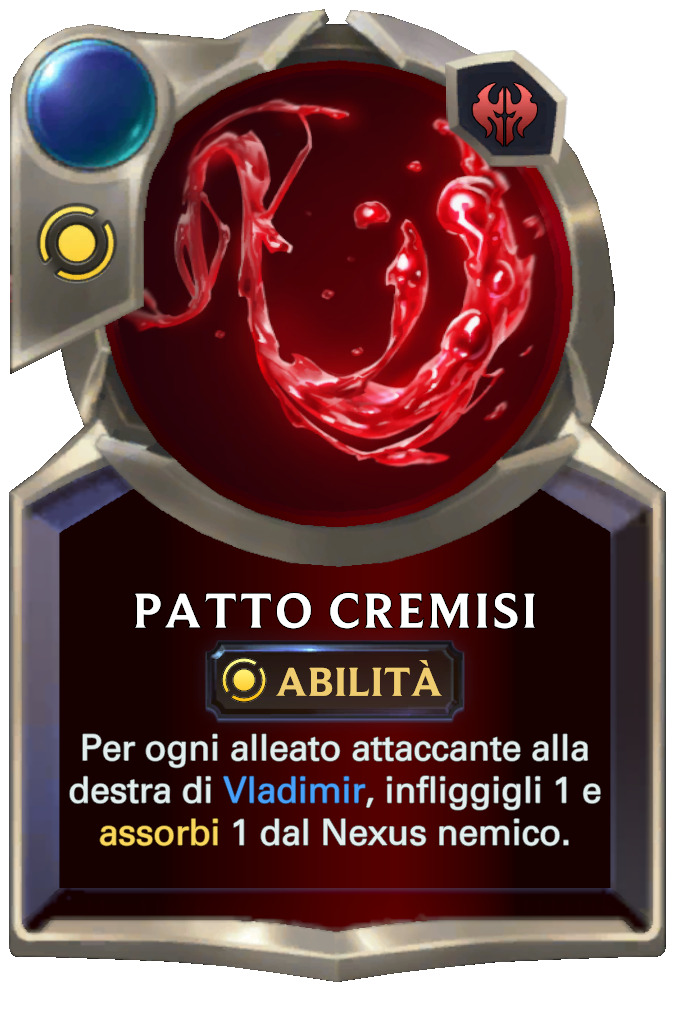 PATTO CREMISI
ABILITÀ
Per ogni alleato attaccante alla
destra di Vladimir, infliggigli 1 e
assorbi 1 dal Nexus nemico.